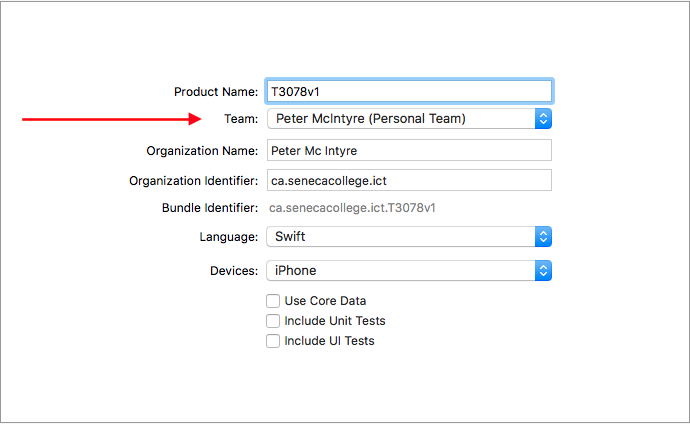 Product Name: T3078v1
Team: Peter McIntyre (Personal Team)
Organization Name: Peter Mc Intyre
Organization Identifier: ca.senecacollege.ict
Bundle Identifier: ca.senecacollege.ict.T3078v1
Language: Swift
Devices: iPhone
Use Core Data
Include Unit Tests
Include UI Tests